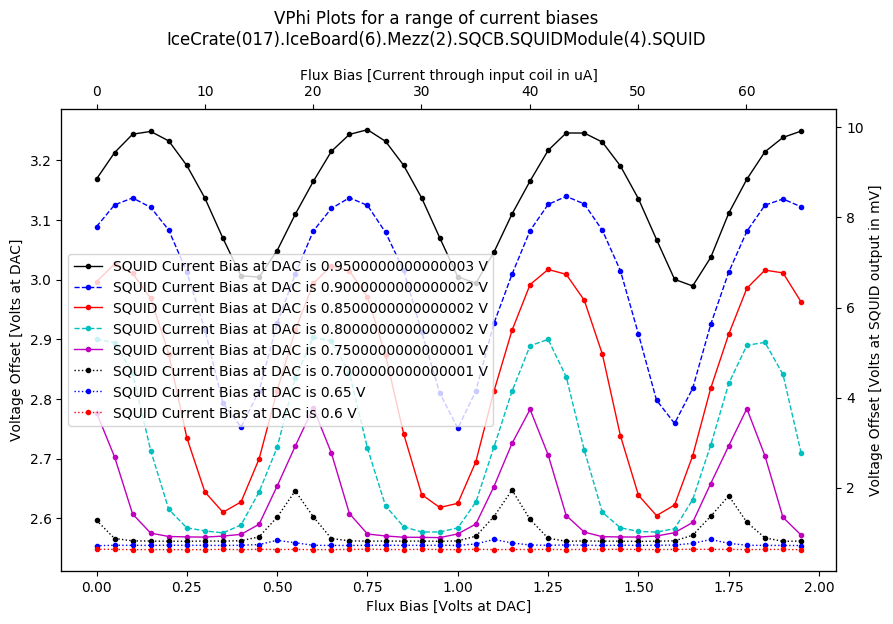 VPhi Plots for a range of current biases
IceCrate(017).IceBoard(6).Mezz(2).SQCB.SQUIDModule(4).SQUID
Flux Bias [Current through input coil in uA]
0 10 20 30 40 50 60
Voltage Offset [Volts at DAC]
3.2
3.1
3.0
2.9
2.8
2.7
2.6
SQUID Current Bias at DAC is 0.9500000000000003 V
SQUID Current Bias at DAC is 0.9000000000000002 V
SQUID Current Bias at DAC is 0.8500000000000002 V
SQUID Current Bias at DAC is 0.8000000000000002 V
SQUID Current Bias at DAC is 0.7500000000000001 V
SQUID Current Bias at DAC is 0.7000000000000001 V
SQUID Current Bias at DAC is 0.65 V
SQUID Current Bias at DAC is 0.6 V
10
8
6
4
2
Voltage Offset [Volts at SQUID output in mV]
0.00 0.25 0.50 0.75 1.00 1.25 1.50 1.75 2.00
Flux Bias [Volts at DAC]